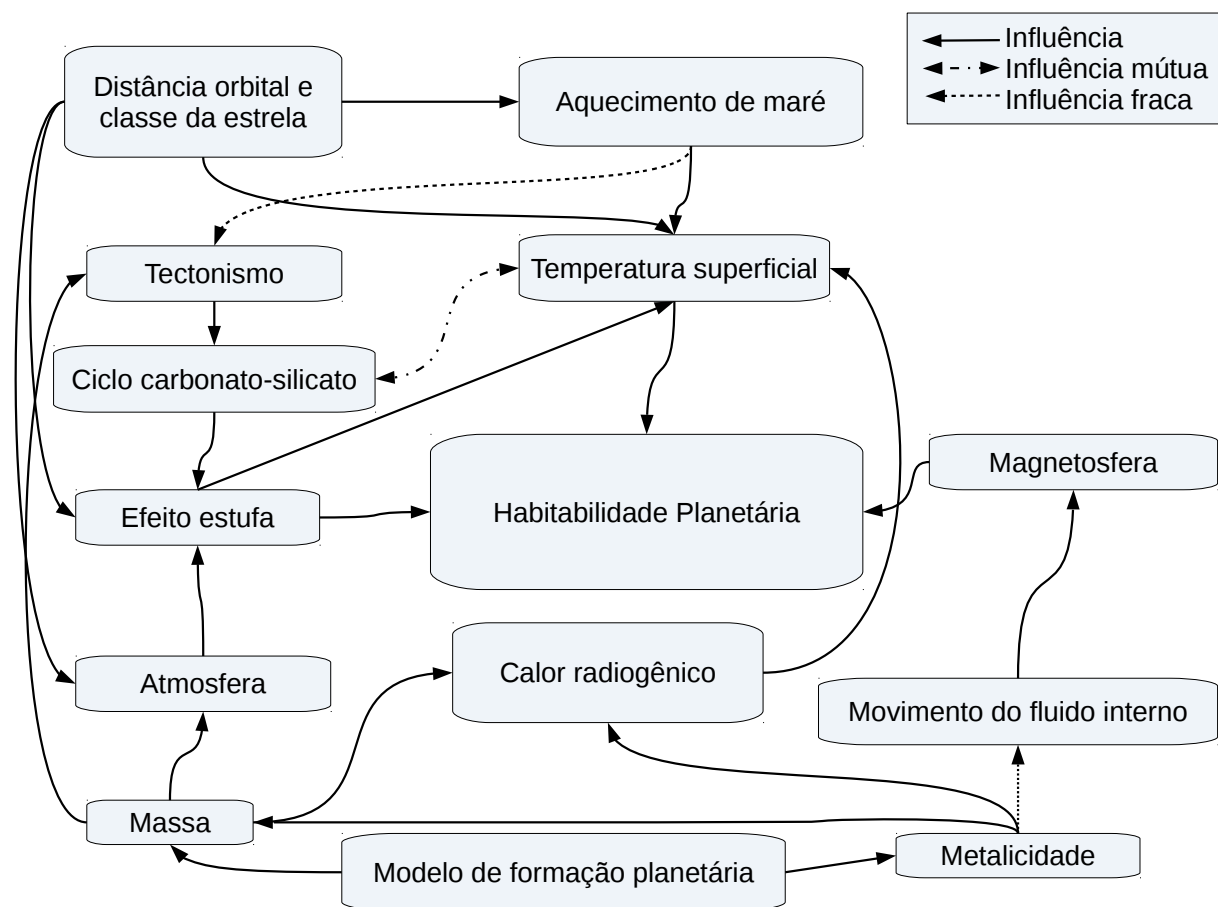 Influência
Influência mútua
Influência fraca
Distância orbital e
classe da estrela
Aquecimento de maré
Tectonismo
Temperatura superficial
Ciclo carbonato-silicato
Magnetosfera
Efeito estufa
Habitabilidade Planetária
Atmosfera
Calor radiogênico
Movimento do fluido interno
Massa
Modelo de formação planetária
Metalicidade